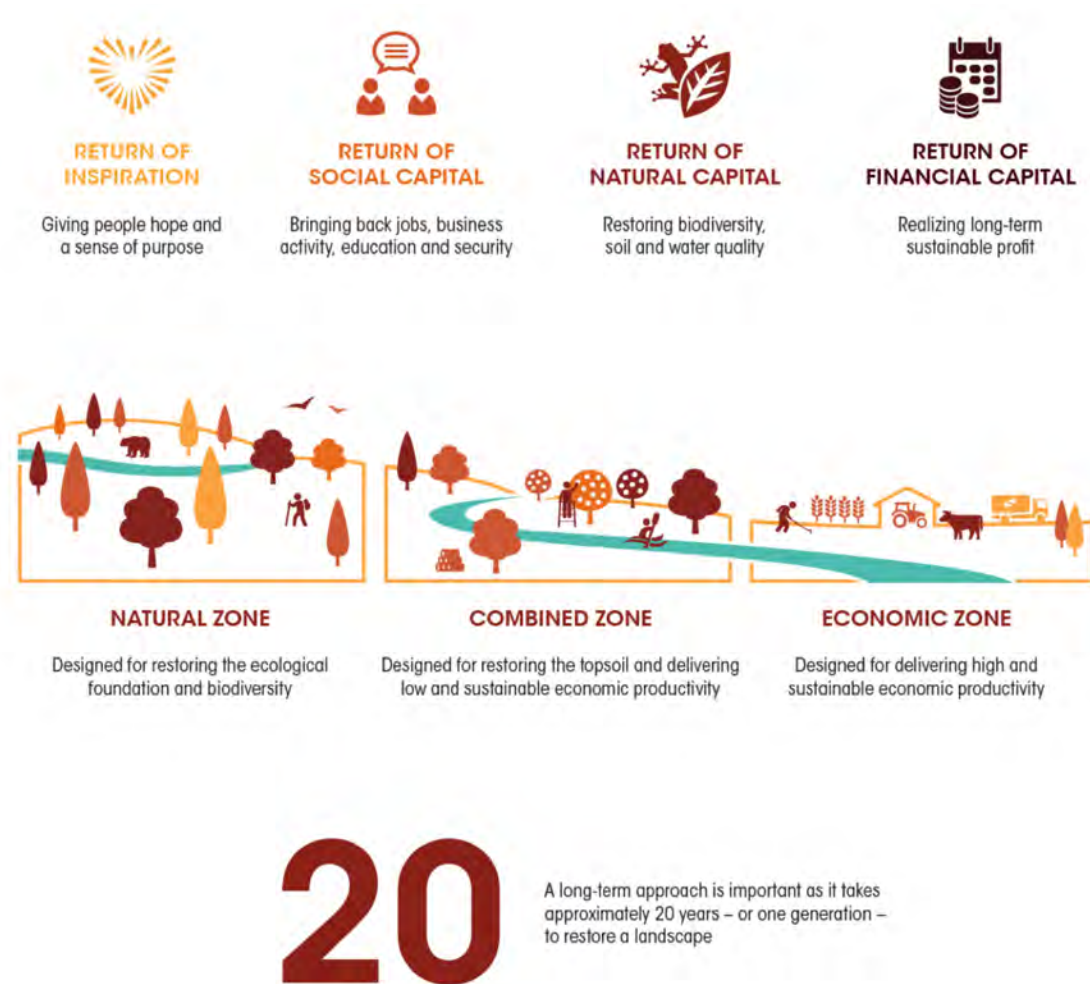 RETURN OF
INSPIRATION
Giving people hope and
a sense of purpose
RETURN OF
SOCIAL CAPITAL
Bringing back jobs, business
activity, education and security
RETURN OF
NATURAL CAPITAL
Restoring biodiversity,
soil and water quality
RETURN OF
FINANCIAL CAPITAL
Realizing long-term
sustainable profit
NATURAL ZONE
Designed for restoring the ecological
foundation and biodiversity
COMBINED ZONE
Designed for restoring the topsoil and delivering
low and sustainable economic productivity
ECONOMIC ZONE
Designed for delivering high and
sustainable economic productivity
20
A long-term approach is important as it takes
approximately 20 years – or one generation –
to restore a landscape